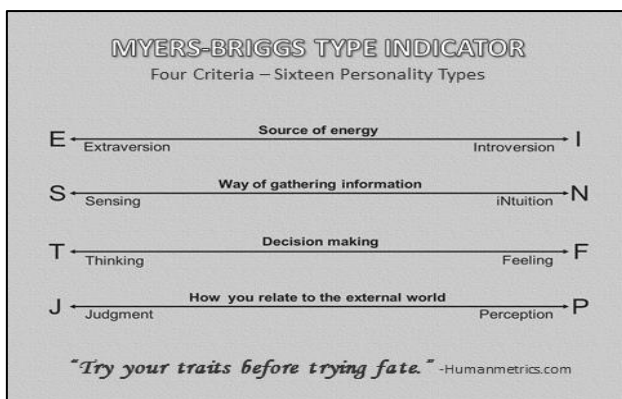 MYERS-BRIGGS TYPE INDICATOR
Four Criteria – Sixteen Personality Types
Source of energy
E I
Extraversion Introversion
Way of gathering information
S N
Sensing iNtuition
Decision making
T F
Thinking Feeling
How you relate to the external world
J P
Judgment Perception
"Try your traits before trying fate." -Humanmetrics.com